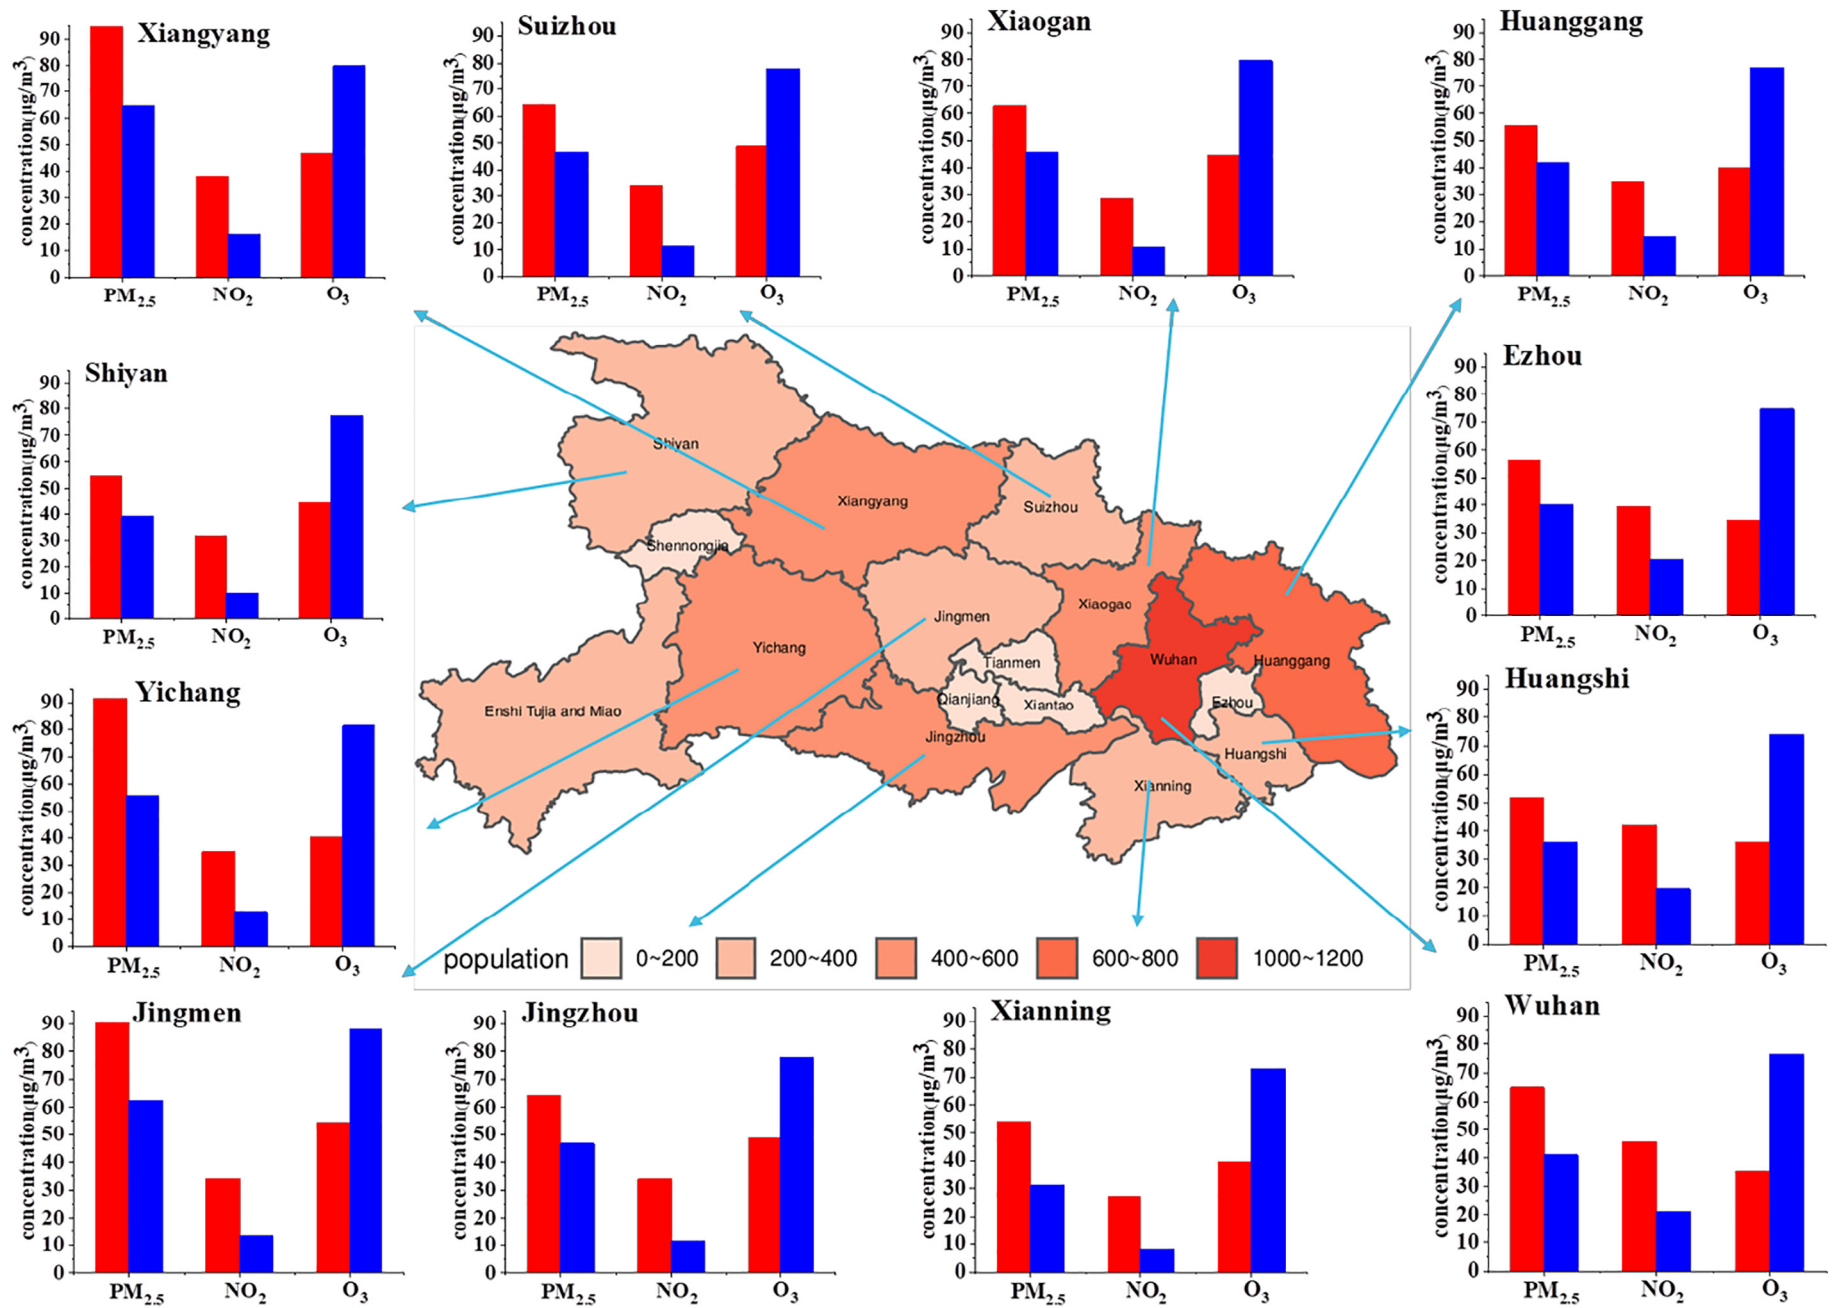 Xiangyang
concentration(μg/m³)
90
80
70
60
50
40
30
20
10
0
PM2.5 NO2 O3
Suizhou
concentration(μg/m³)
90
80
70
60
50
40
30
20
10
0
PM2.5 NO2 O3
Xiaogan
concentration(μg/m³)
90
80
70
60
50
40
30
20
10
0
PM2.5 NO2 O3
Huanggang
concentration(μg/m³)
90
80
70
60
50
40
30
20
10
0
PM2.5 NO2 O3
Shiyan
concentration(μg/m³)
90
80
70
60
50
40
30
20
10
0
PM2.5 NO2 O3
Ezhou
concentration(μg/m³)
90
80
70
60
50
40
30
20
10
0
PM2.5 NO2 O3
Shiyan
Xiangyang
Suizhou
Shennongjia
Xiaogao
Jingmen
Yichang
Tianmen
Wuhan
Huanggang
Qianjiang
Xiantao
Ezhou
Enshi Tujia and Miao
Jingzhou
Huangshi
Xianning
population 0~200 200~400 400~600 600~800 1000~1200
Yichang
concentration(μg/m³)
90
80
70
60
50
40
30
20
10
0
PM2.5 NO2 O3
Huangshi
concentration(μg/m³)
90
80
70
60
50
40
30
20
10
0
PM2.5 NO2 O3
Jingmen
concentration(μg/m³)
90
80
70
60
50
40
30
20
10
0
PM2.5 NO2 O3
Jingzhou
concentration(μg/m³)
90
80
70
60
50
40
30
20
10
0
PM2.5 NO2 O3
Xianning
concentration(μg/m³)
90
80
70
60
50
40
30
20
10
0
PM2.5 NO2 O3
Wuhan
concentration(μg/m³)
90
80
70
60
50
40
30
20
10
0
PM2.5 NO2 O3